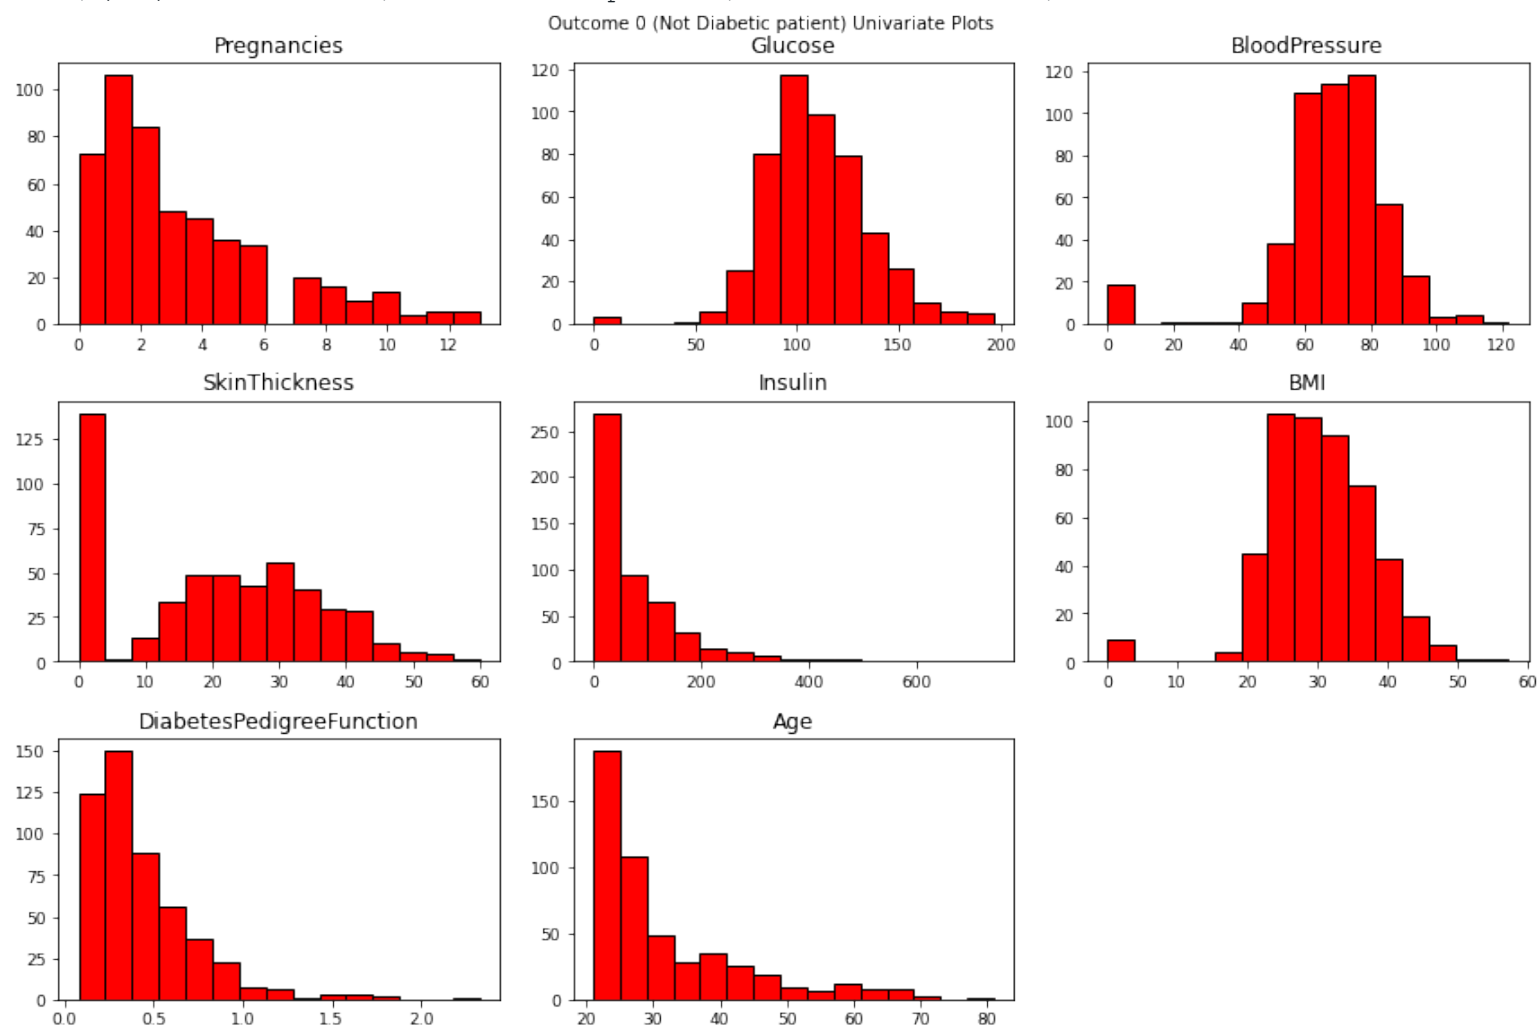 Outcome 0 (Not Diabetic patient) Univariate Plots
Pregnancies
100
80
60
40
20
0
0 2 4 6 8 10 12
Glucose
120
100
80
60
40
20
0
0 50 100 150 200
BloodPressure
120
100
80
60
40
20
0
0 20 40 60 80 100 120
SkinThickness
125
100
75
50
25
0
0 10 20 30 40 50 60
Insulin
250
200
150
100
50
0
0 200 400 600
BMI
100
80
60
40
20
0
0 10 20 30 40 50 60
DiabetesPedigreeFunction
150
125
100
75
50
25
0
0.0 0.5 1.0 1.5 2.0
Age
150
100
50
0
20 30 40 50 60 70 80